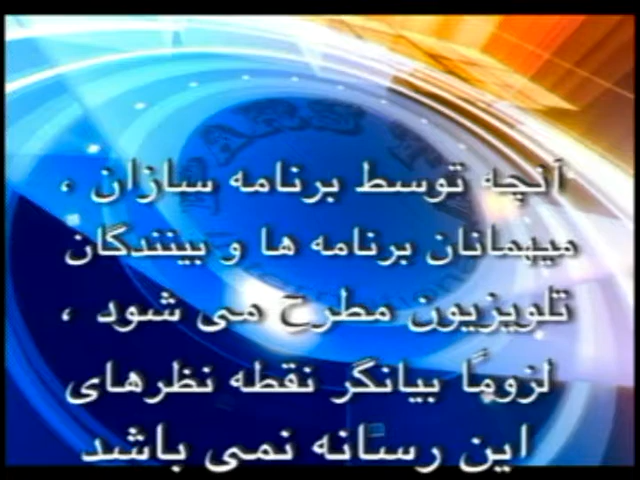 آنچه توسط برنامه سازان ،
میهمانان برنامه ها و بینندگان
تلویزیون مطرح می شود ،
لزوماً بیانگر نقطه نظرهای
این رسانه نمی باشد